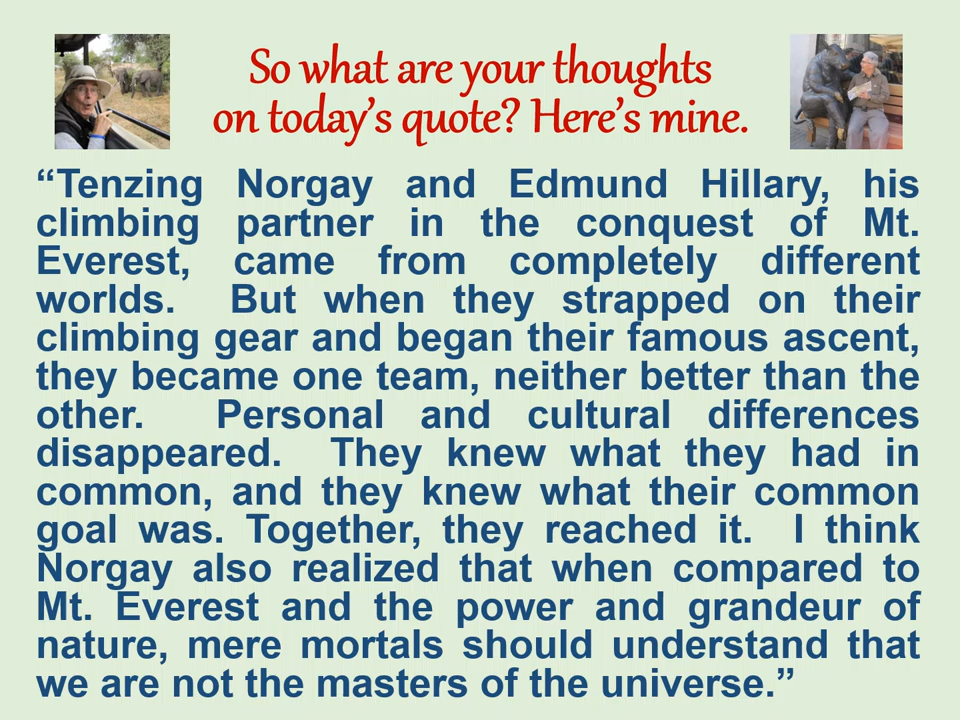 So what are your thoughts
on today’s quote? Here’s mine.
“Tenzing Norgay and Edmund Hillary, his
climbing partner in the conquest of Mt.
Everest, came from completely different
worlds.  But when they strapped on their
climbing gear and began their famous ascent,
they became one team, neither better than the
other.  Personal and cultural differences
disappeared.  They knew what they had in
common, and they knew what their common
goal was. Together, they reached it.  I think
Norgay also realized that when compared to
Mt. Everest and the power and grandeur of
nature, mere mortals should understand that
we are not the masters of the universe.”